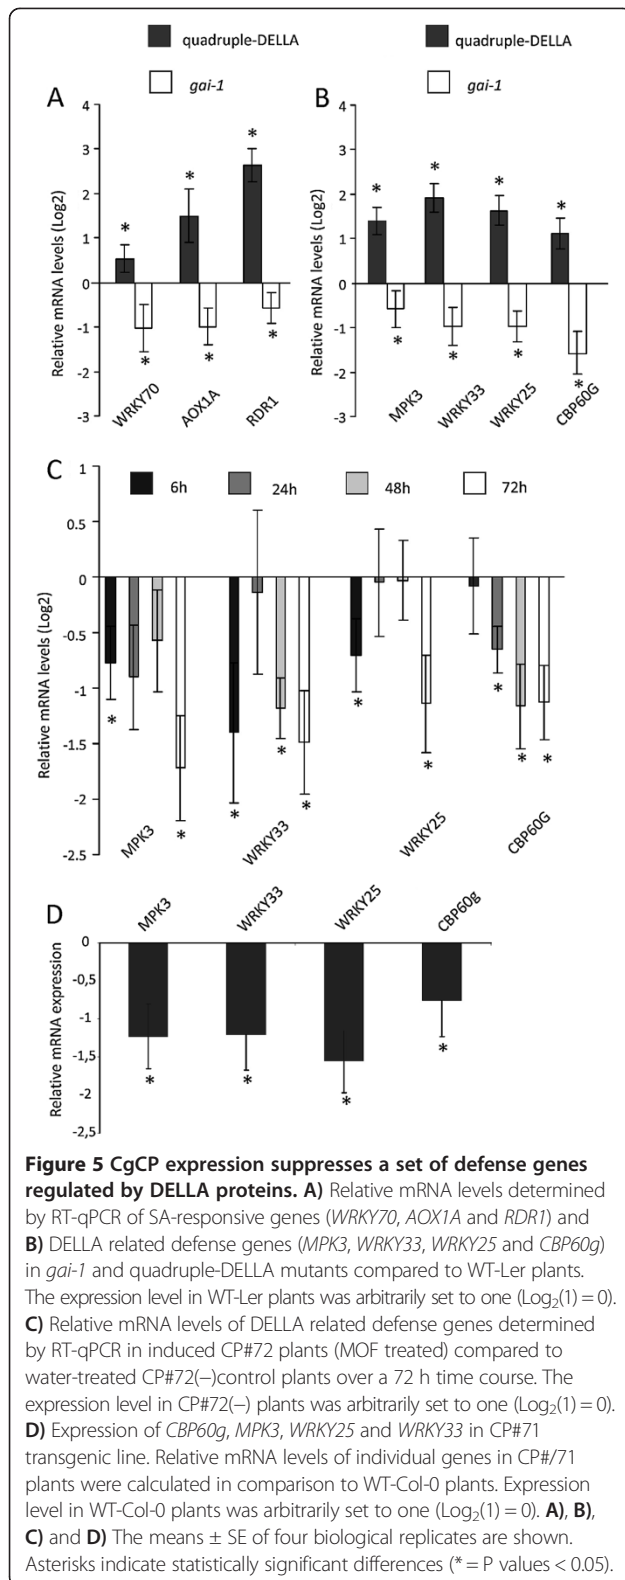 quadruple-DELLA
quadruple-DELLA
gai-1
gai-1
A
B
Relative mRNA levels (Log2)
4
3
2
1
0
-1
-2
-3
*
*
*
*
*
*
WRKY70
AOX1A
RDR1
Relative mRNA levels (Log2)
4
3
2
1
0
-1
-2
-3
*
*
*
*
*
*
*
*
MPK3
WRKY33
WRKY25
CBP60G
C
6h
24h
48h
72h
Relative mRNA levels (Log2)
1
0.5
0
-0.5
-1
-1.5
-2
-2.5
*
*
*
*
*
*
*
*
*
*
MPK3
WRKY33
WRKY25
CBP60G
D
MPK3
WRKY33
WRKY25
CBP60g
Relative mRNA expression
0
-0,5
-1
-1,5
-2
-2,5
*
*
*
*
Figure 5 CgCP expression suppresses a set of defense genes
regulated by DELLA proteins. A) Relative mRNA levels determined
by RT-qPCR of SA-responsive genes (WRKY70, AOX1A and RDR1) and
B) DELLA related defense genes (MPK3, WRKY33, WRKY25 and CBP60g)
in gai-1 and quadruple-DELLA mutants compared to WT-Ler plants.
The expression level in WT-Ler plants was arbitrarily set to one (Log2(1) = 0).
C) Relative mRNA levels of DELLA related defense genes determined
by RT-qPCR in induced CP#72 plants (MOF treated) compared to
water-treated CP#72(−)control plants over a 72 h time course. The
expression level in CP#72(−) plants was arbitrarily set to one (Log2(1) = 0).
D) Expression of CBP60g, MPK3, WRKY25 and WRKY33 in CP#71
transgenic line. Relative mRNA levels of individual genes in CP#/71
plants were calculated in comparison to WT-Col-0 plants. Expression
level in WT-Col-0 plants was arbitrarily set to one (Log2(1) = 0). A), B),
C) and D) The means ± SE of four biological replicates are shown.
Asterisks indicate statistically significant differences (* = P values < 0.05).